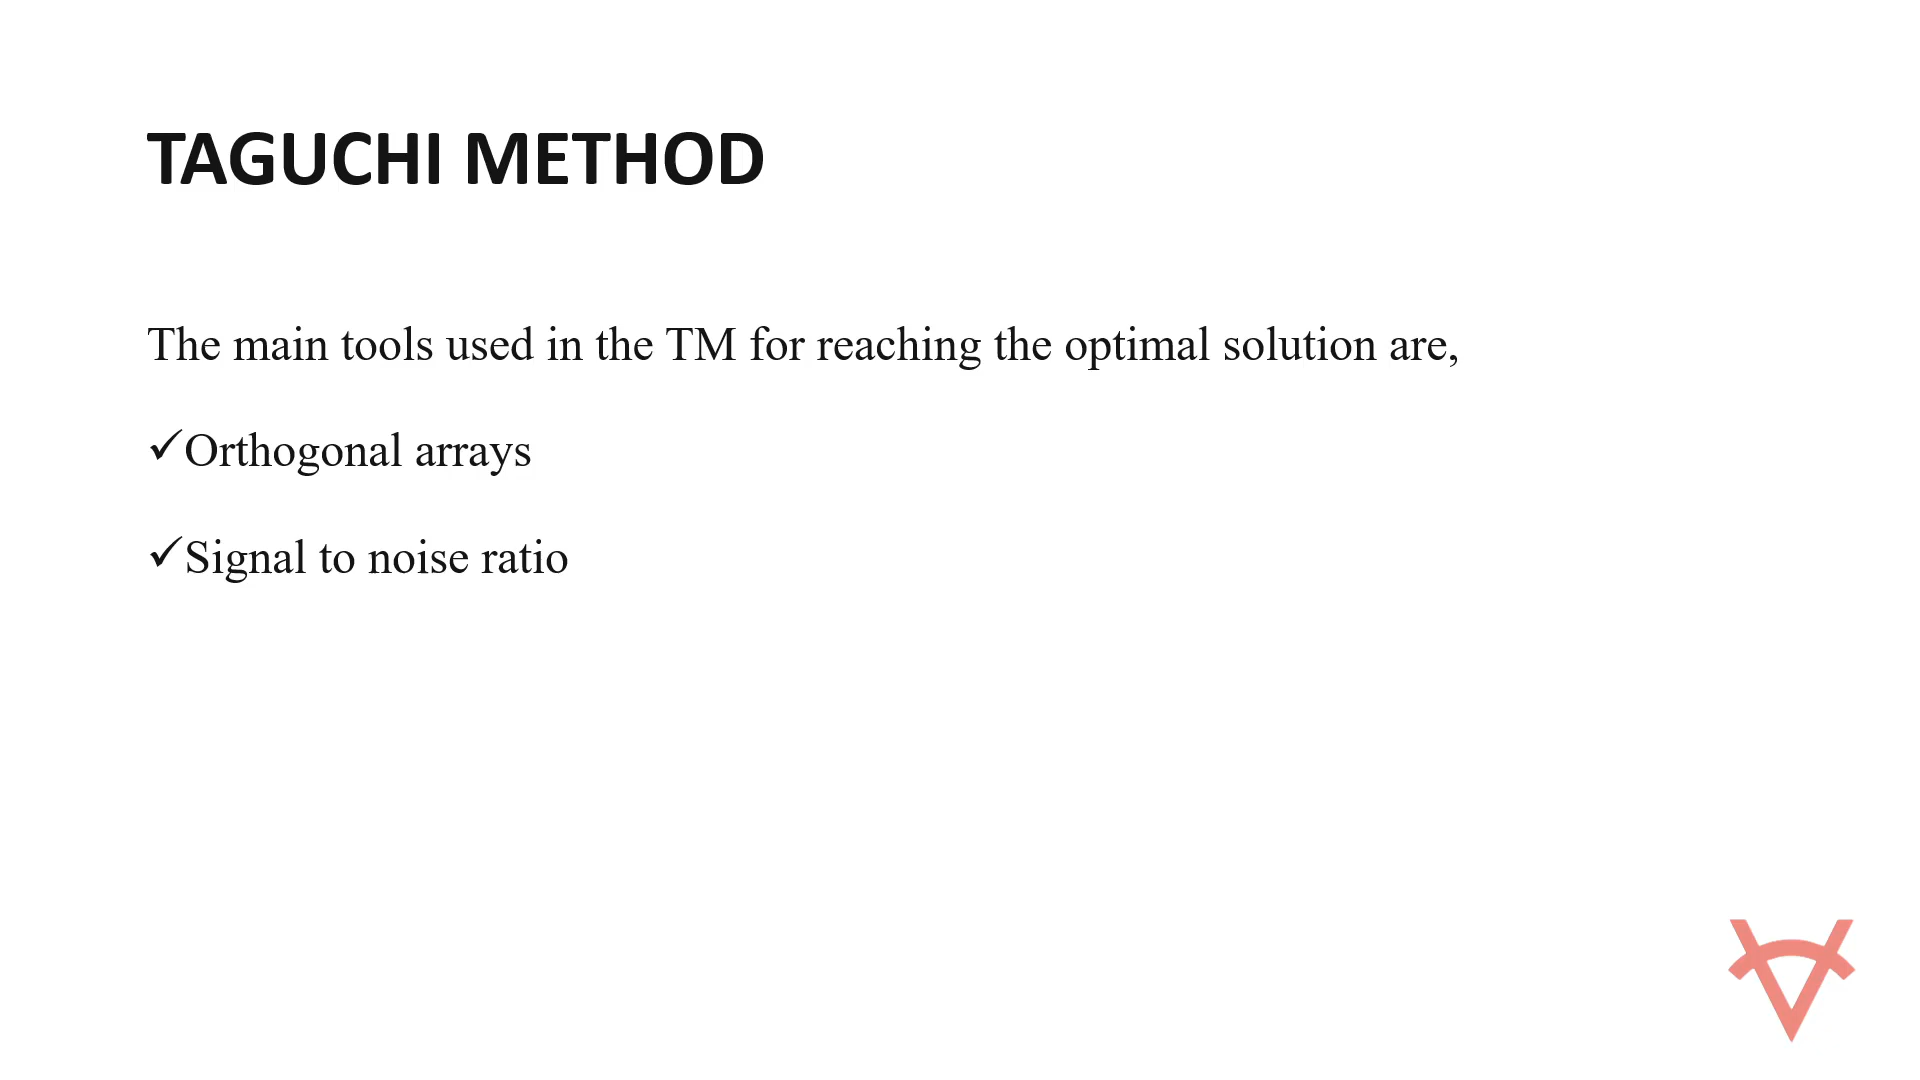 TAGUCHI METHOD
The main tools used in the TM for reaching the optimal solution are,
✓Orthogonal arrays
✓Signal to noise ratio